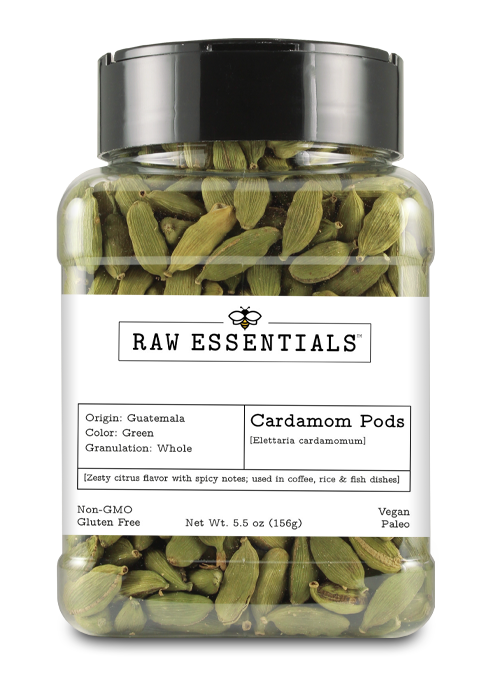 RAW ESSENTIALS™
Origin: Guatemala
Color: Green
Granulation: Whole
Cardamom Pods
[Elettaria cardamomum]
[Zesty citrus flavor with spicy notes; used in coffee, rice & fish dishes]
Non-GMO
Gluten Free
Net Wt. 5.5 oz (156g)
Vegan
Paleo